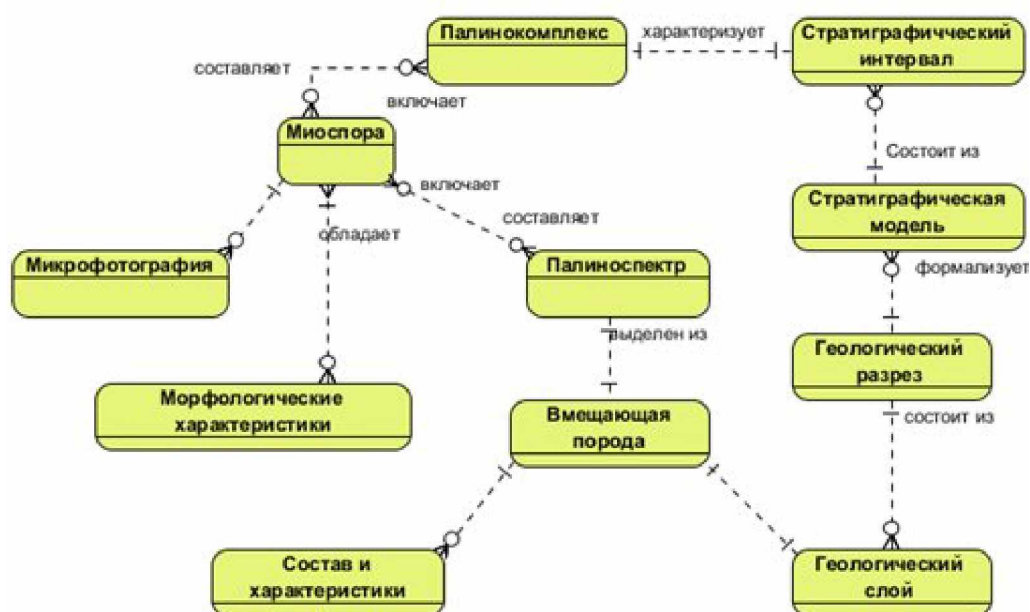 Палинокомплекс
характеризует
Стратиграфичческий
интервал
составляет
включает
Миоспора
включает
Состоит из
составляет
Стратиграфическая
модель
обладает
Микрофотография
Палиноспектр
формализует
выделен из
Геологический
разрез
Морфологические
характеристики
Вмещающая
порода
состоит из
Состав и
характеристики
Геологический
слой